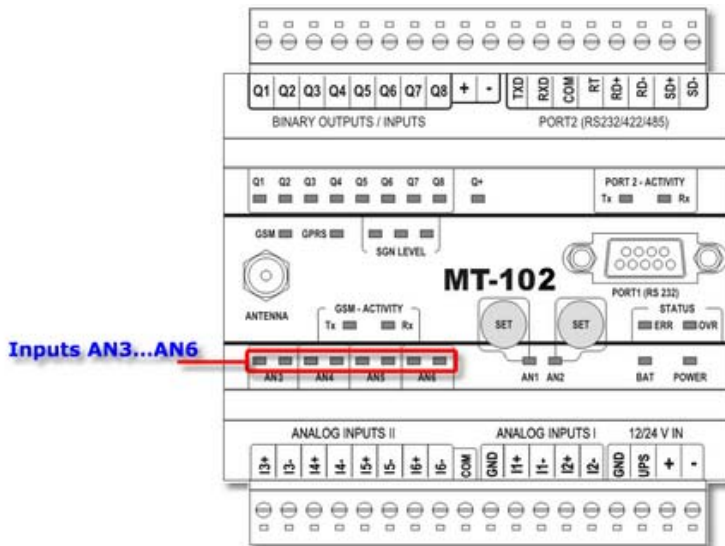 Q1 Q2 Q3 Q4 Q5 Q6 Q7 Q8 + - TXD RXD COM RT RD+ RD- SD+ SD-
BINARY OUTPUTS / INPUTS PORT2 (RS232/422/485)
Q1 Q2 Q3 Q4 Q5 Q6 Q7 Q8 Q+ PORT 2 - ACTIVITY
Tx Rx
GSM GPRS
SGN LEVEL
MT-102
PORT1 (RS 232)
ANTENNA GSM - ACTIVITY STATUS
Tx Rx SET SET ERR OVR
Inputs AN3...AN6
AN3 AN4 AN5 AN6 AN1 AN2 BAT POWER
ANALOG INPUTS II ANALOG INPUTS I 12/24 V IN
I3+ I3- I4+ I4- I5+ I5- I6+ I6- COM GND I1+ I1- I2+ I2- GND UPS + -